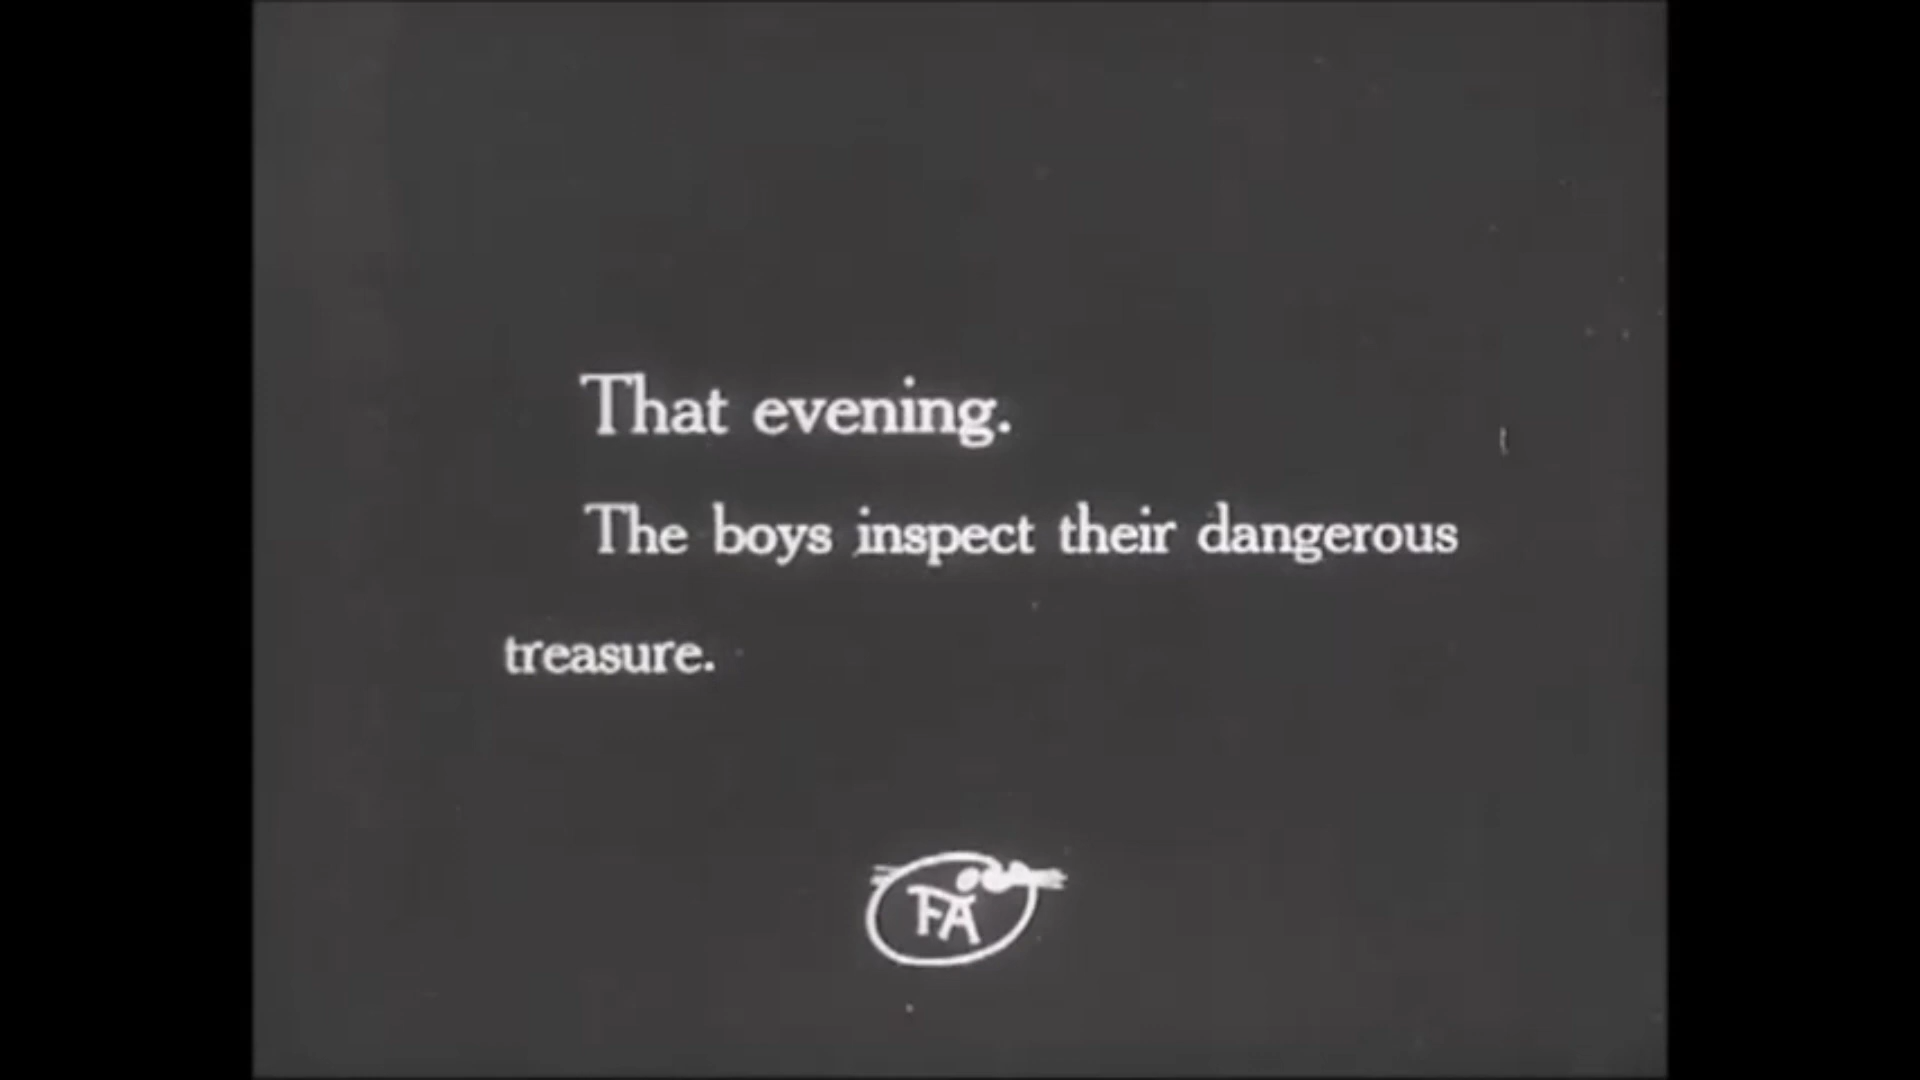 That evening.
The boys inspect their dangerous
treasure.
FA